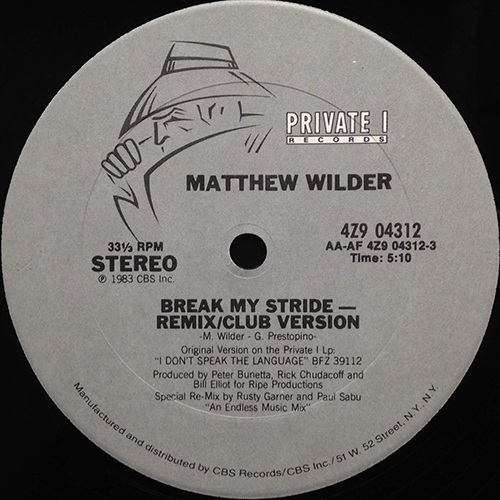 PRIVATE I
RECORDS
MATTHEW WILDER
33⅓ RPM
STEREO
℗ 1983 CBS Inc.
4Z9 04312
AA-AF 4Z9 04312-3
Time: 5:10
BREAK MY STRIDE —
REMIX/CLUB VERSION
-M. Wilder - G. Prestopino-
Original Version on the Private I Lp:
"I DON'T SPEAK THE LANGUAGE" BFZ 39112
Produced by Peter Bunetta, Rick Chudacoff and
Bill Elliot for Ripe Productions
Special Re-Mix by Rusty Garner and Paul Sabu
"An Endless Music Mix"
Manufactured and distributed by CBS Records/CBS Inc./51 W. 52 Street, N.Y., N.Y.